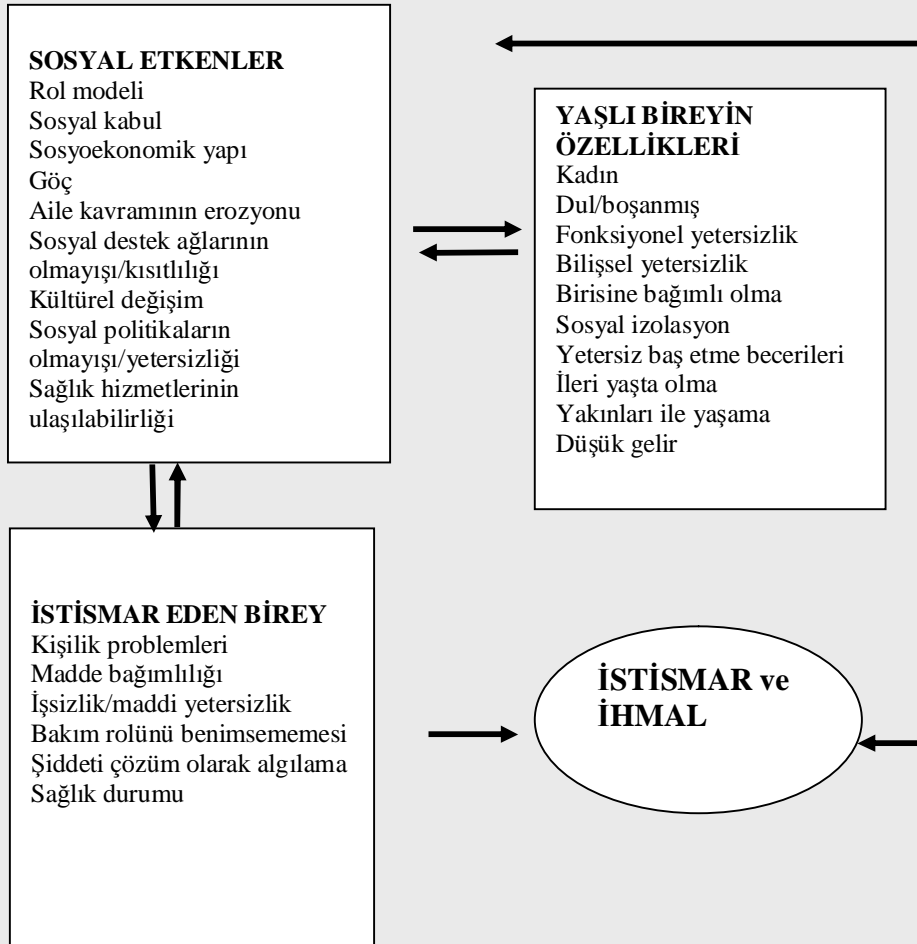 SOSYAL ETKENLER
Rol modeli
Sosyal kabul
Sosyoekonomik yapı
Göç
Aile kavramının erozyonu
Sosyal destek ağlarının
olmayışı/kısıtlılığı
Kültürel değişim
Sosyal politikaların
olmayışı/yetersizliği
Sağlık hizmetlerinin
ulaşılabilirliği
YAŞLI BİREYİN
ÖZELLİKLERİ
Kadın
Dul/boşanmış
Fonksiyonel yetersizlik
Bilişsel yetersizlik
Birisine bağımlı olma
Sosyal izolasyon
Yetersiz baş etme becerileri
İleri yaşta olma
Yakınları ile yaşama
Düşük gelir
İSTİSMAR EDEN BİREY
Kişilik problemleri
Madde bağımlılığı
İşsizlik/maddi yetersizlik
Bakım rolünü benimsememesi
Şiddeti çözüm olarak algılama
Sağlık durumu
İSTİSMAR ve
İHMAL